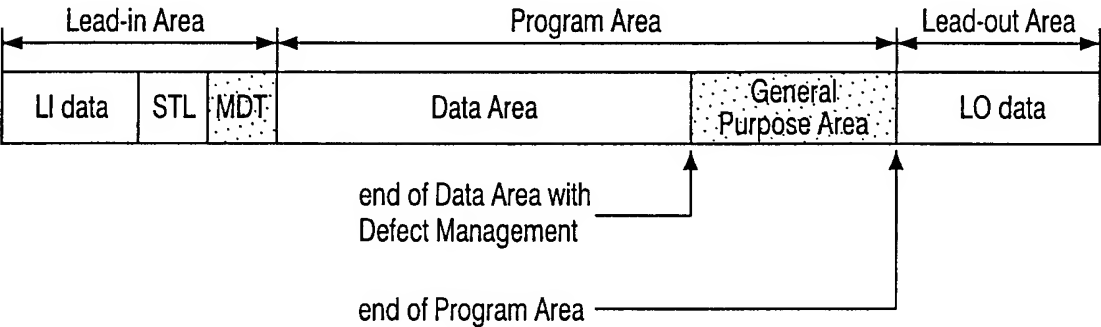 Lead-in Area
Program Area
Lead-out Area
LI data
STL
MDT
Data Area
General
Purpose Area
LO data
end of Data Area with
Defect Management
end of Program Area